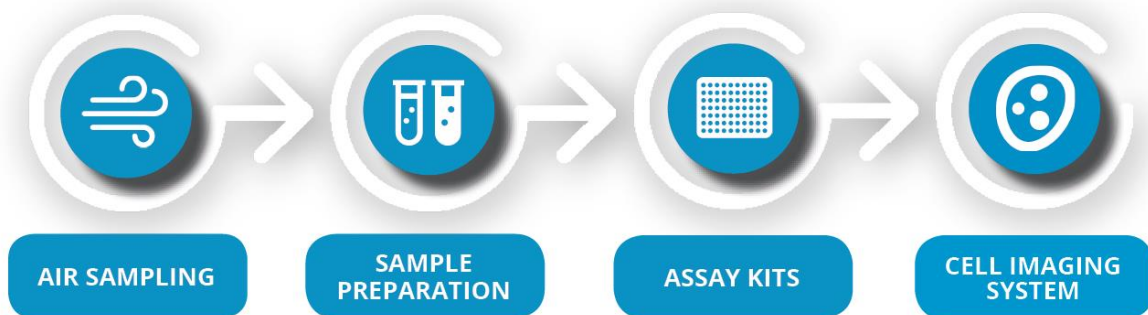 AIR SAMPLING
SAMPLE
PREPARATION
ASSAY KITS
CELL IMAGING
SYSTEM